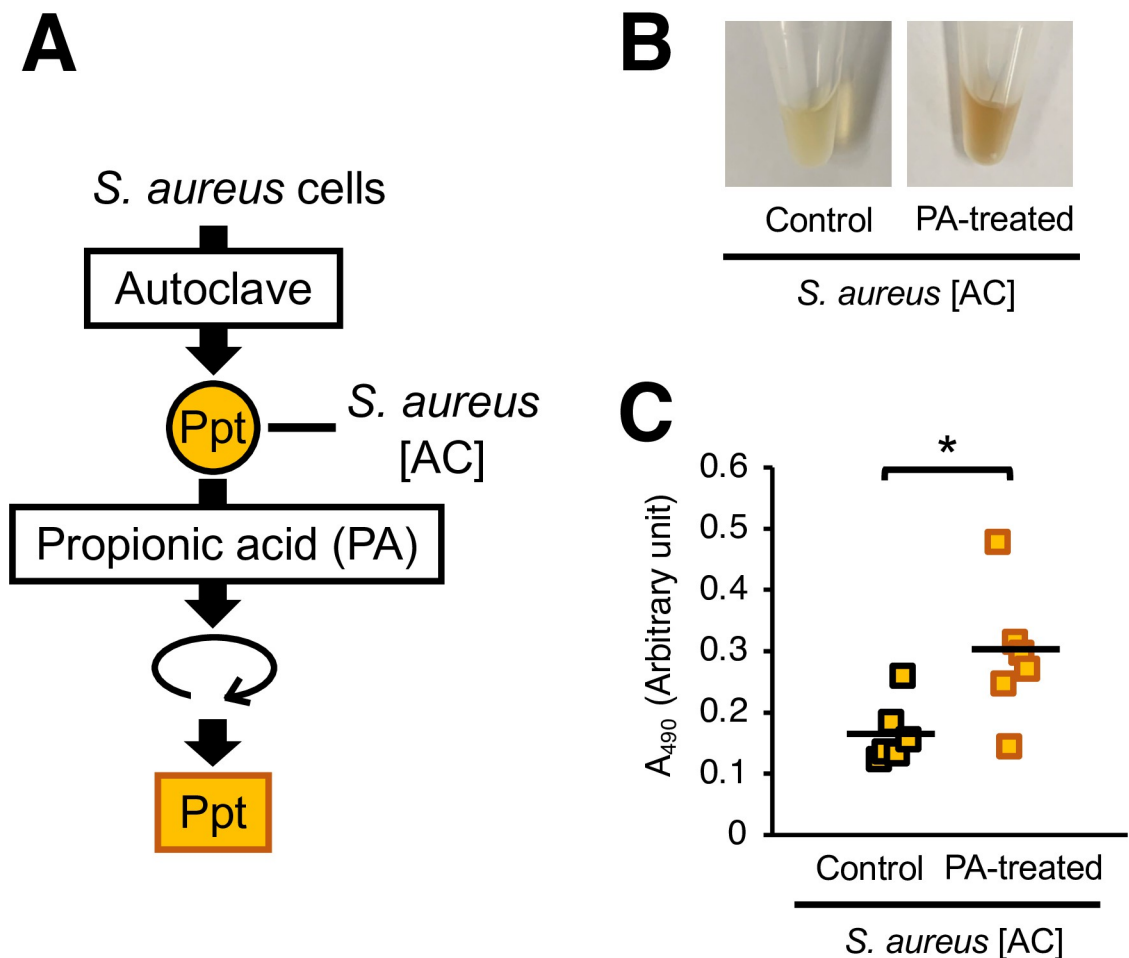 A
S. aureus cells
Autoclave
Ppt
S. aureus
[AC]
Propionic acid (PA)
Ppt
B
Control
PA-treated
S. aureus [AC]
C
*
A490 (Arbitrary unit)
0.6
0.5
0.4
0.3
0.2
0.1
0
Control
PA-treated
S. aureus [AC]